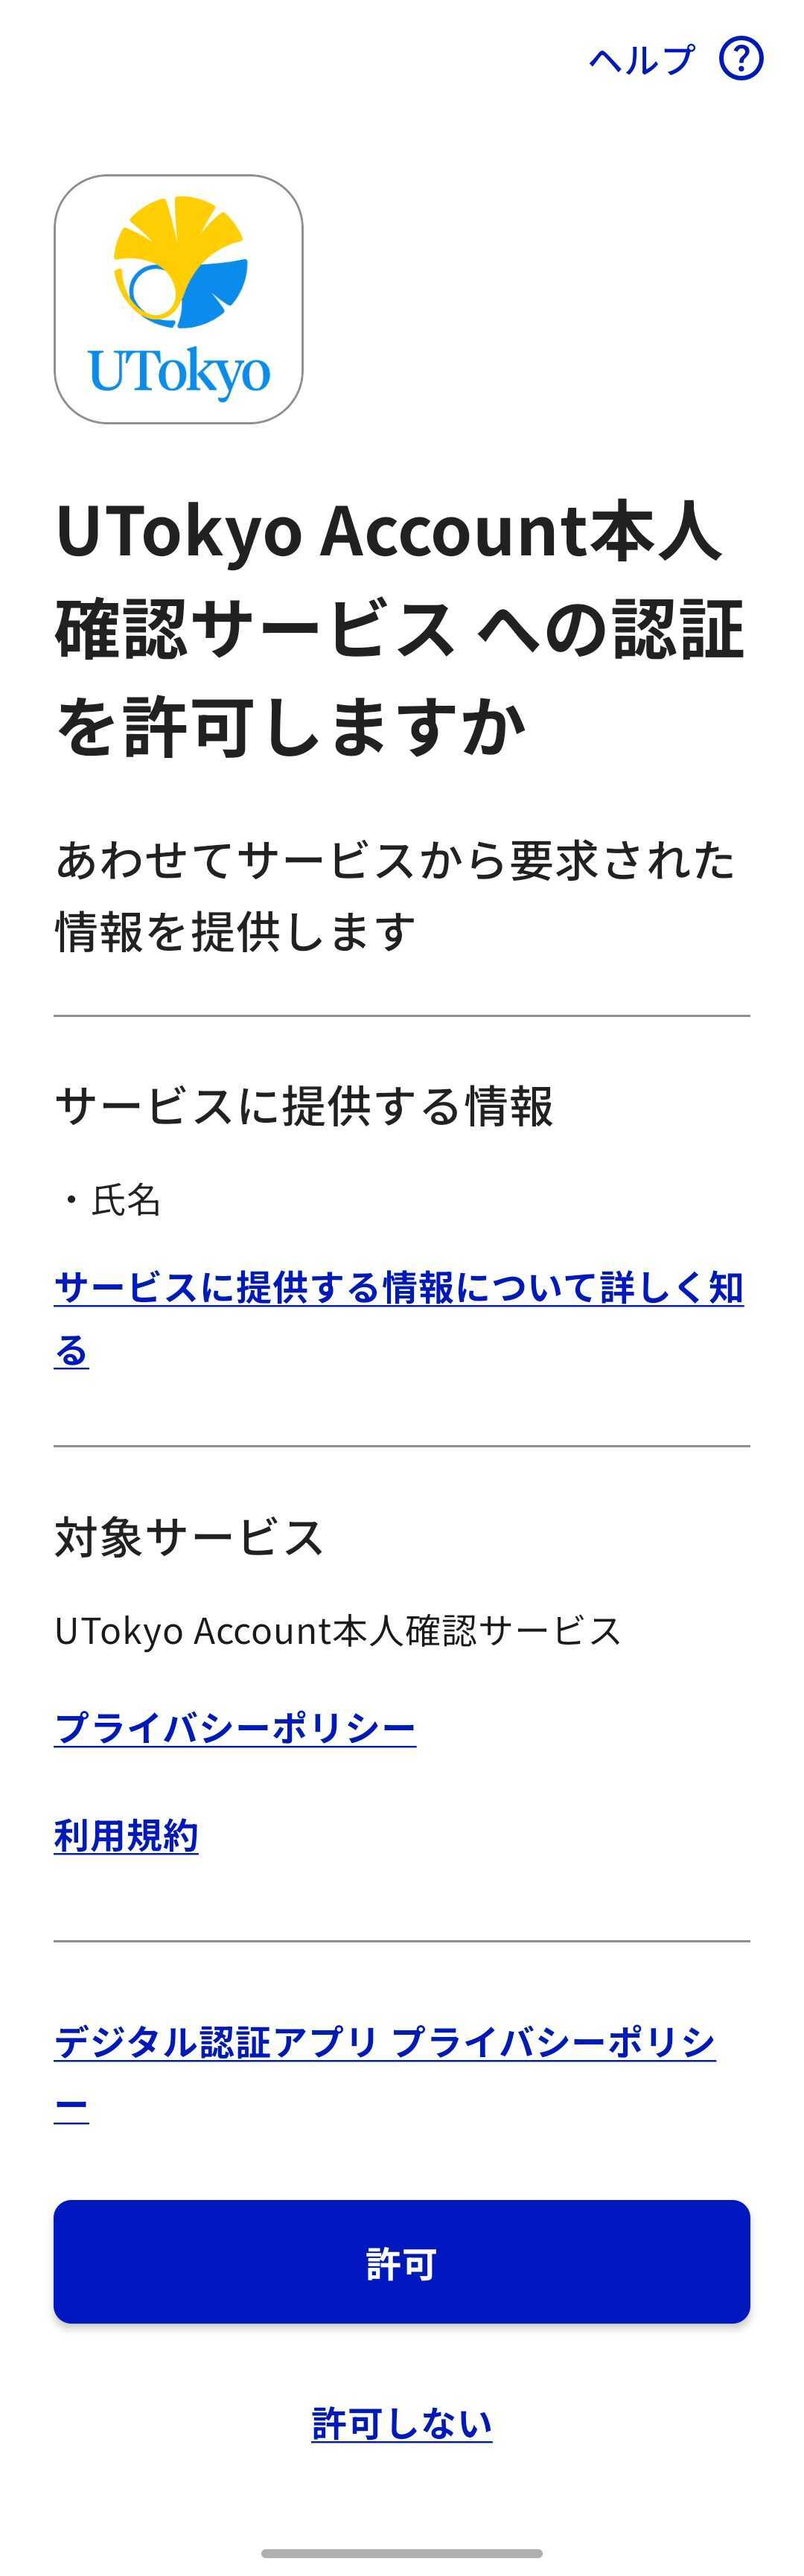 ヘルプ
UTokyo
UTokyo Account本人
確認サービス への認証
を許可しますか
あわせてサービスから要求された
情報を提供します
サービスに提供する情報
・氏名
サービスに提供する情報について詳しく知
る
対象サービス
UTokyo Account本人確認サービス
プライバシーポリシー
利用規約
デジタル認証アプリ プライバシーポリシ
ー
許可
許可しない